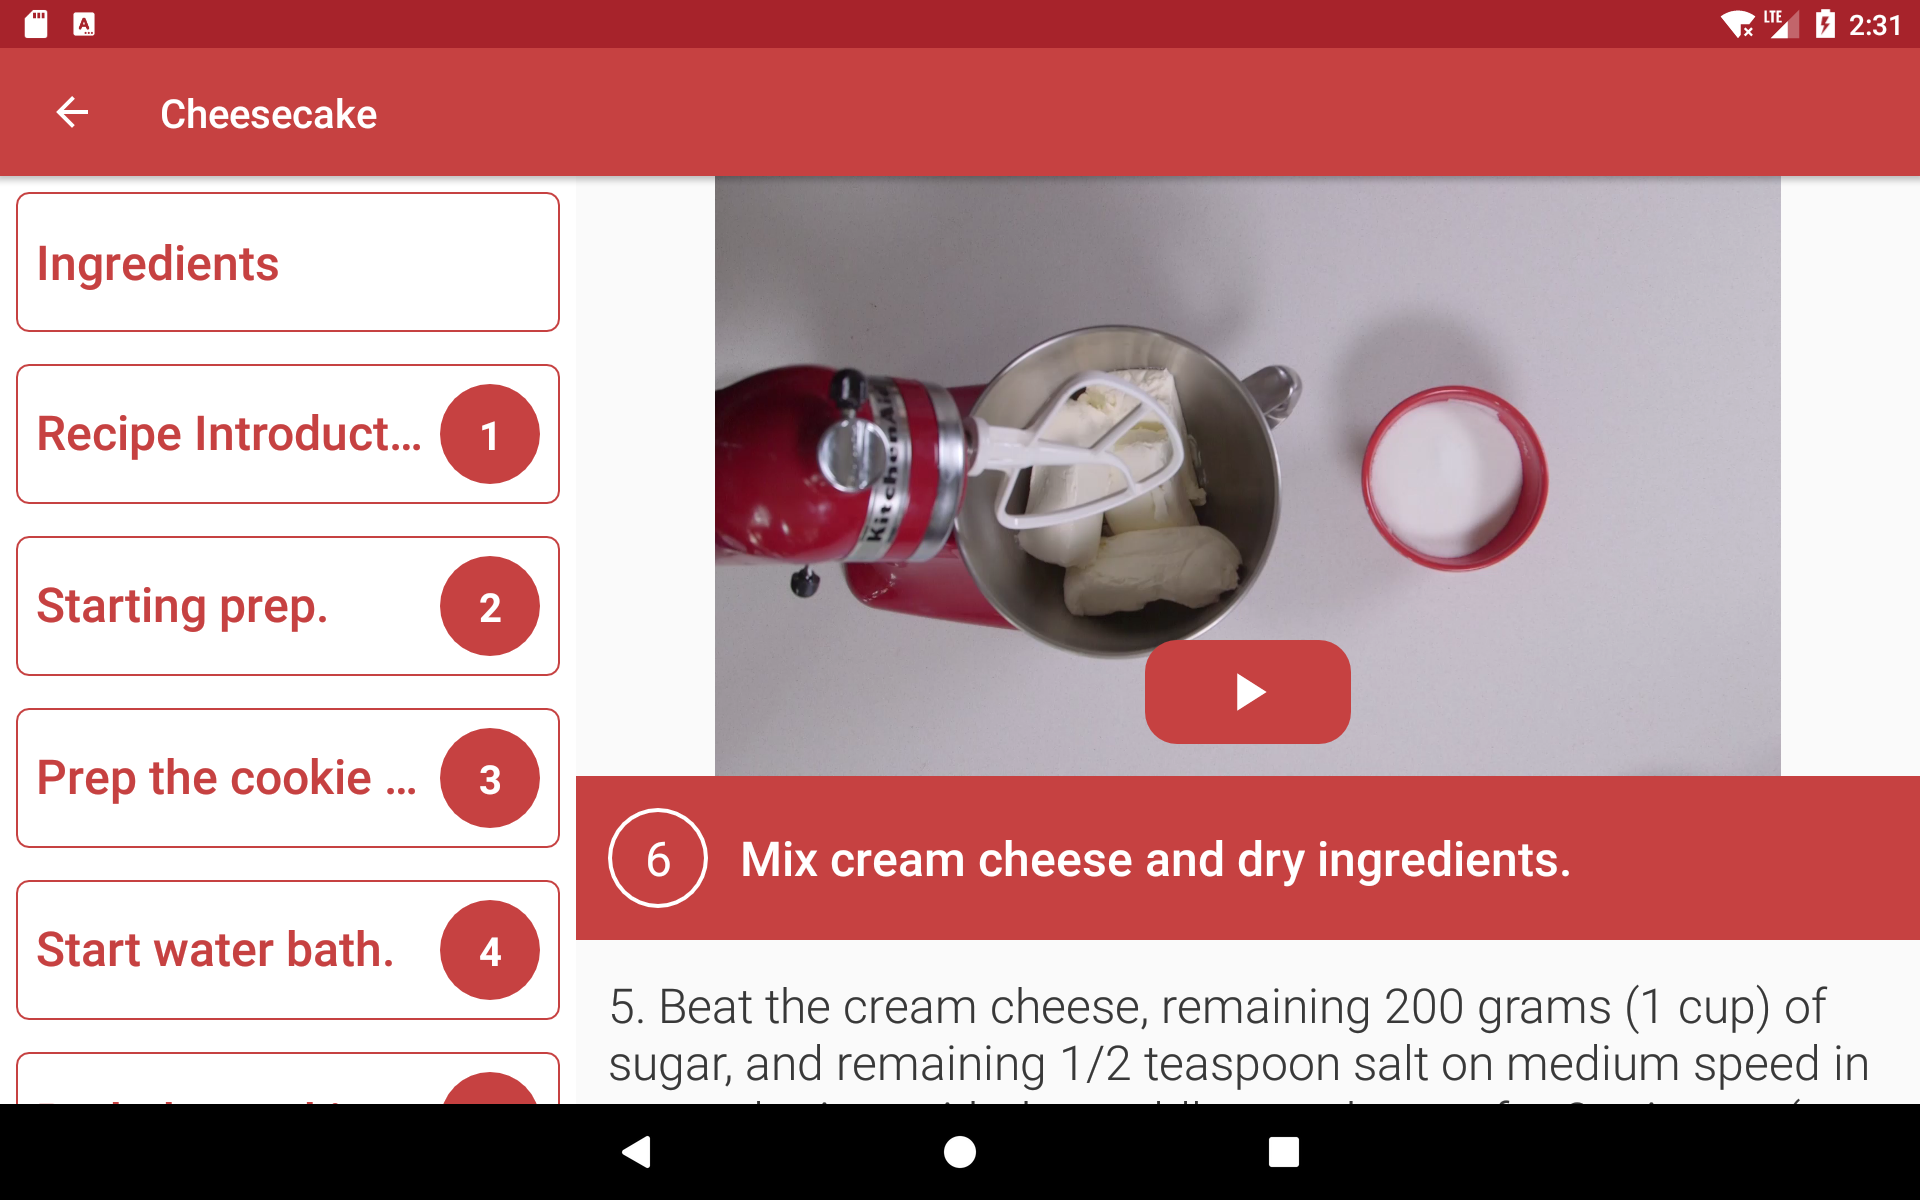 LTE 2:31
Cheesecake
Ingredients
Recipe Introduct... 1
Starting prep. 2
Prep the cookie ... 3
Start water bath. 4
KitchenAid
6 Mix cream cheese and dry ingredients.
5. Beat the cream cheese, remaining 200 grams (1 cup) of
sugar, and remaining 1/2 teaspoon salt on medium speed in